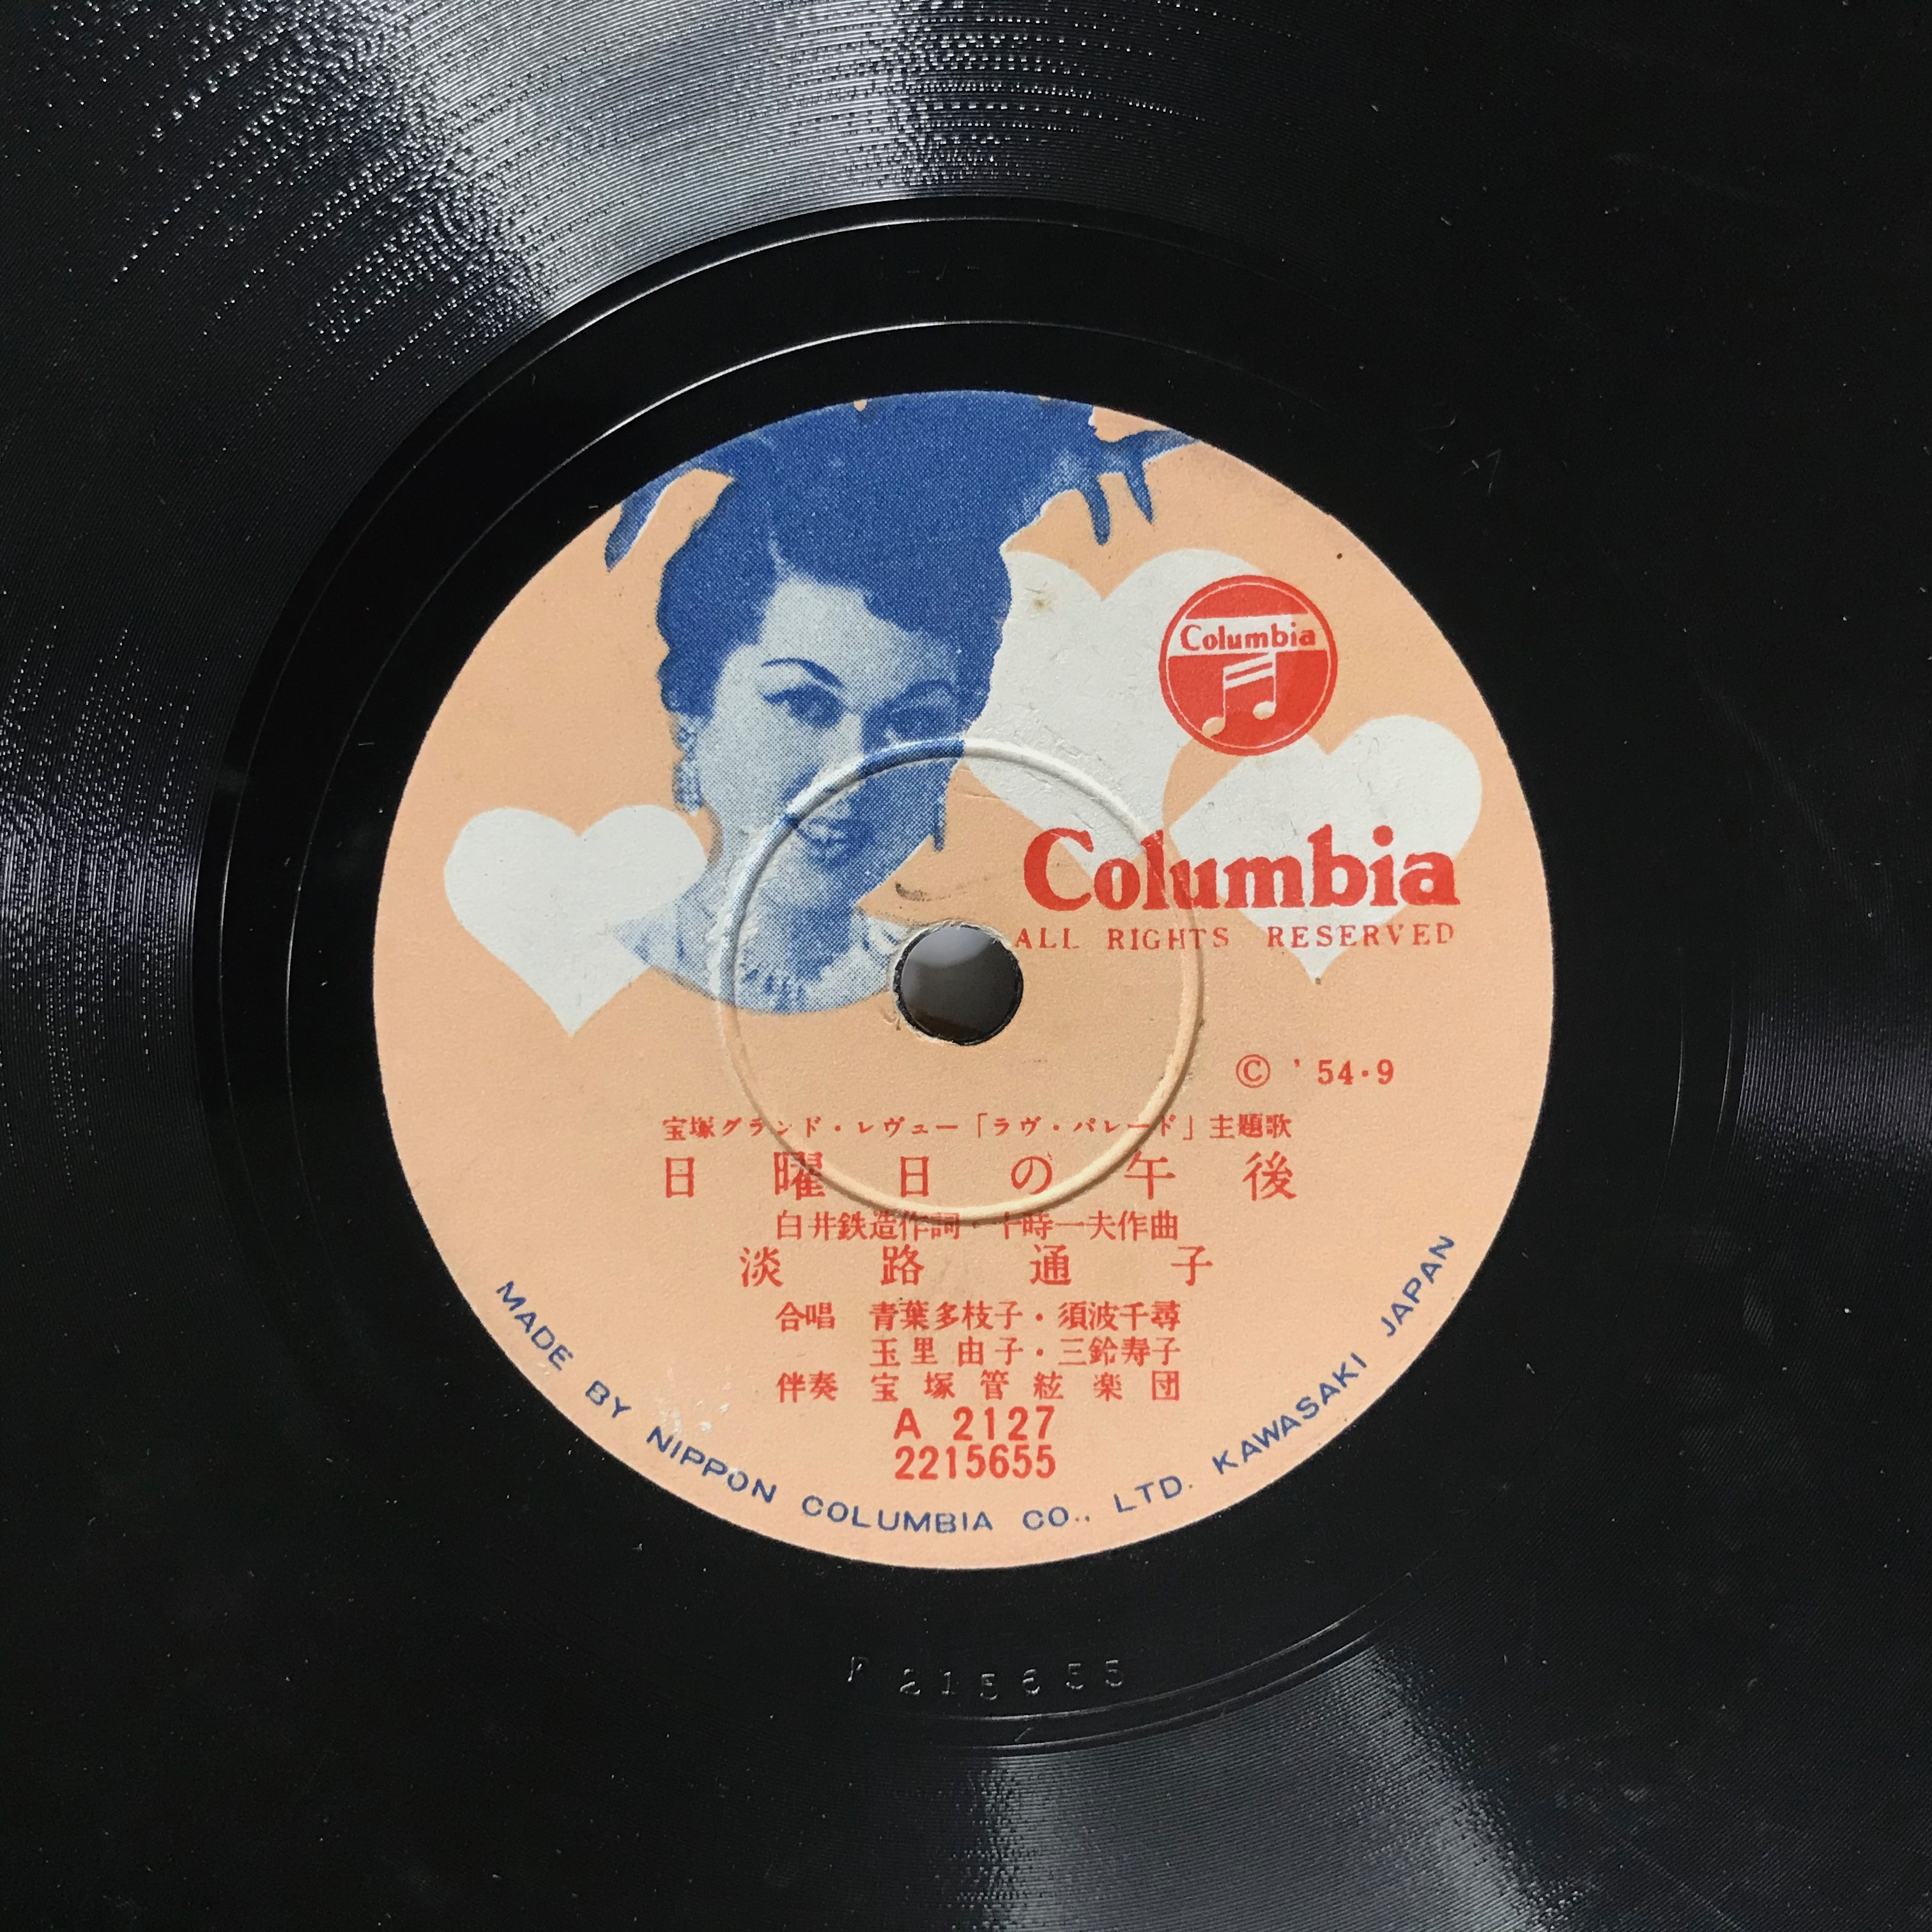 Columbia
Columbia
ALL RIGHTS RESERVED
Ⓒ '54・9
宝塚グランド・レヴュー「ラヴ・パレード」主題歌
日曜日の午後
白井鉄造作詞・十時一夫作曲
淡路通子
合唱 青葉多枝子・須波千尋
玉里由子・三鈴寿子
伴奏 宝塚管絃楽団
A 2127
2215655
MADE BY NIPPON COLUMBIA CO., LTD. KAWASAKI JAPAN
P 215655